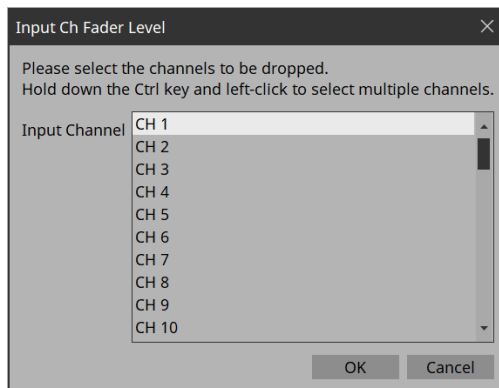 Input Ch Fader Level
Please select the channels to be dropped.
Hold down the Ctrl key and left-click to select multiple channels.
Input Channel
CH 1
CH 2
CH 3
CH 4
CH 5
CH 6
CH 7
CH 8
CH 9
CH 10
OK
Cancel